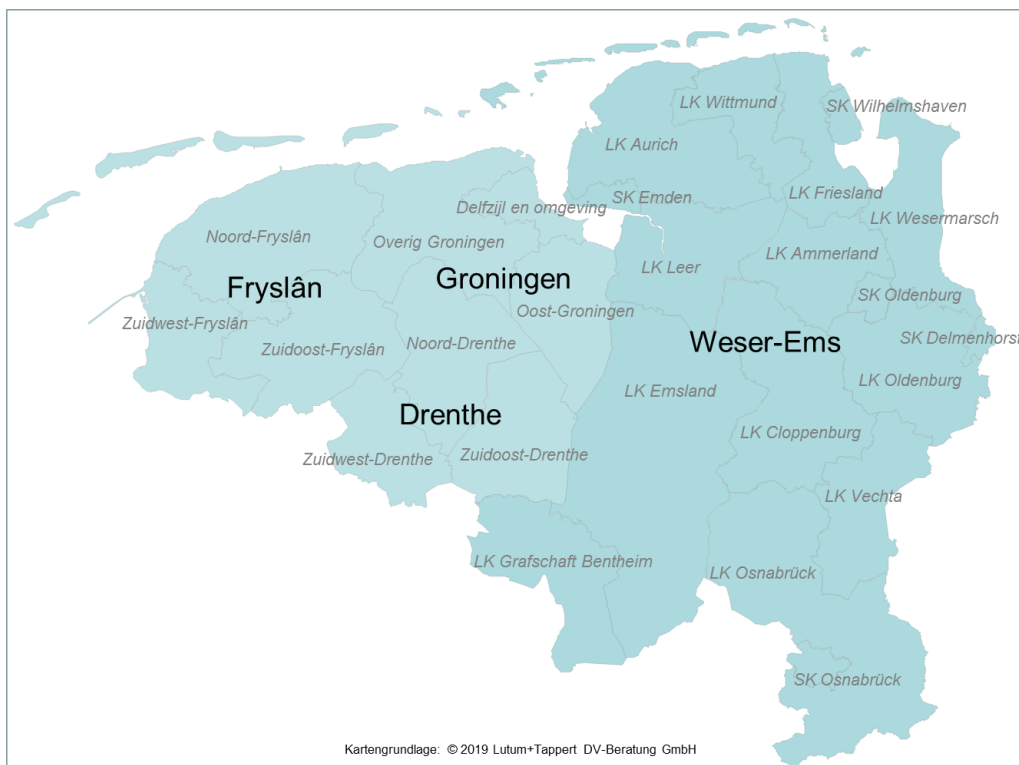 LK Wittmund
SK Wilhelmshaven
LK Aurich
LK Friesland
SK Emden
Delfzijl en omgeving
LK Wesermarsch
Noord-Fryslân
Overig Groningen
LK Ammerland
LK Leer
Groningen
Fryslân
SK Oldenburg
Oost-Groningen
Zuidwest-Fryslân
SK Delmenhorst
Weser-Ems
Noord-Drenthe
Zuidoost-Fryslân
LK Oldenburg
LK Emsland
Drenthe
LK Cloppenburg
Zuidoost-Drenthe
Zuidwest-Drenthe
LK Vechta
LK Grafschaft Bentheim
LK Osnabrück
SK Osnabrück
Kartengrundlage: © 2019 Lutum+Tappert DV-Beratung GmbH